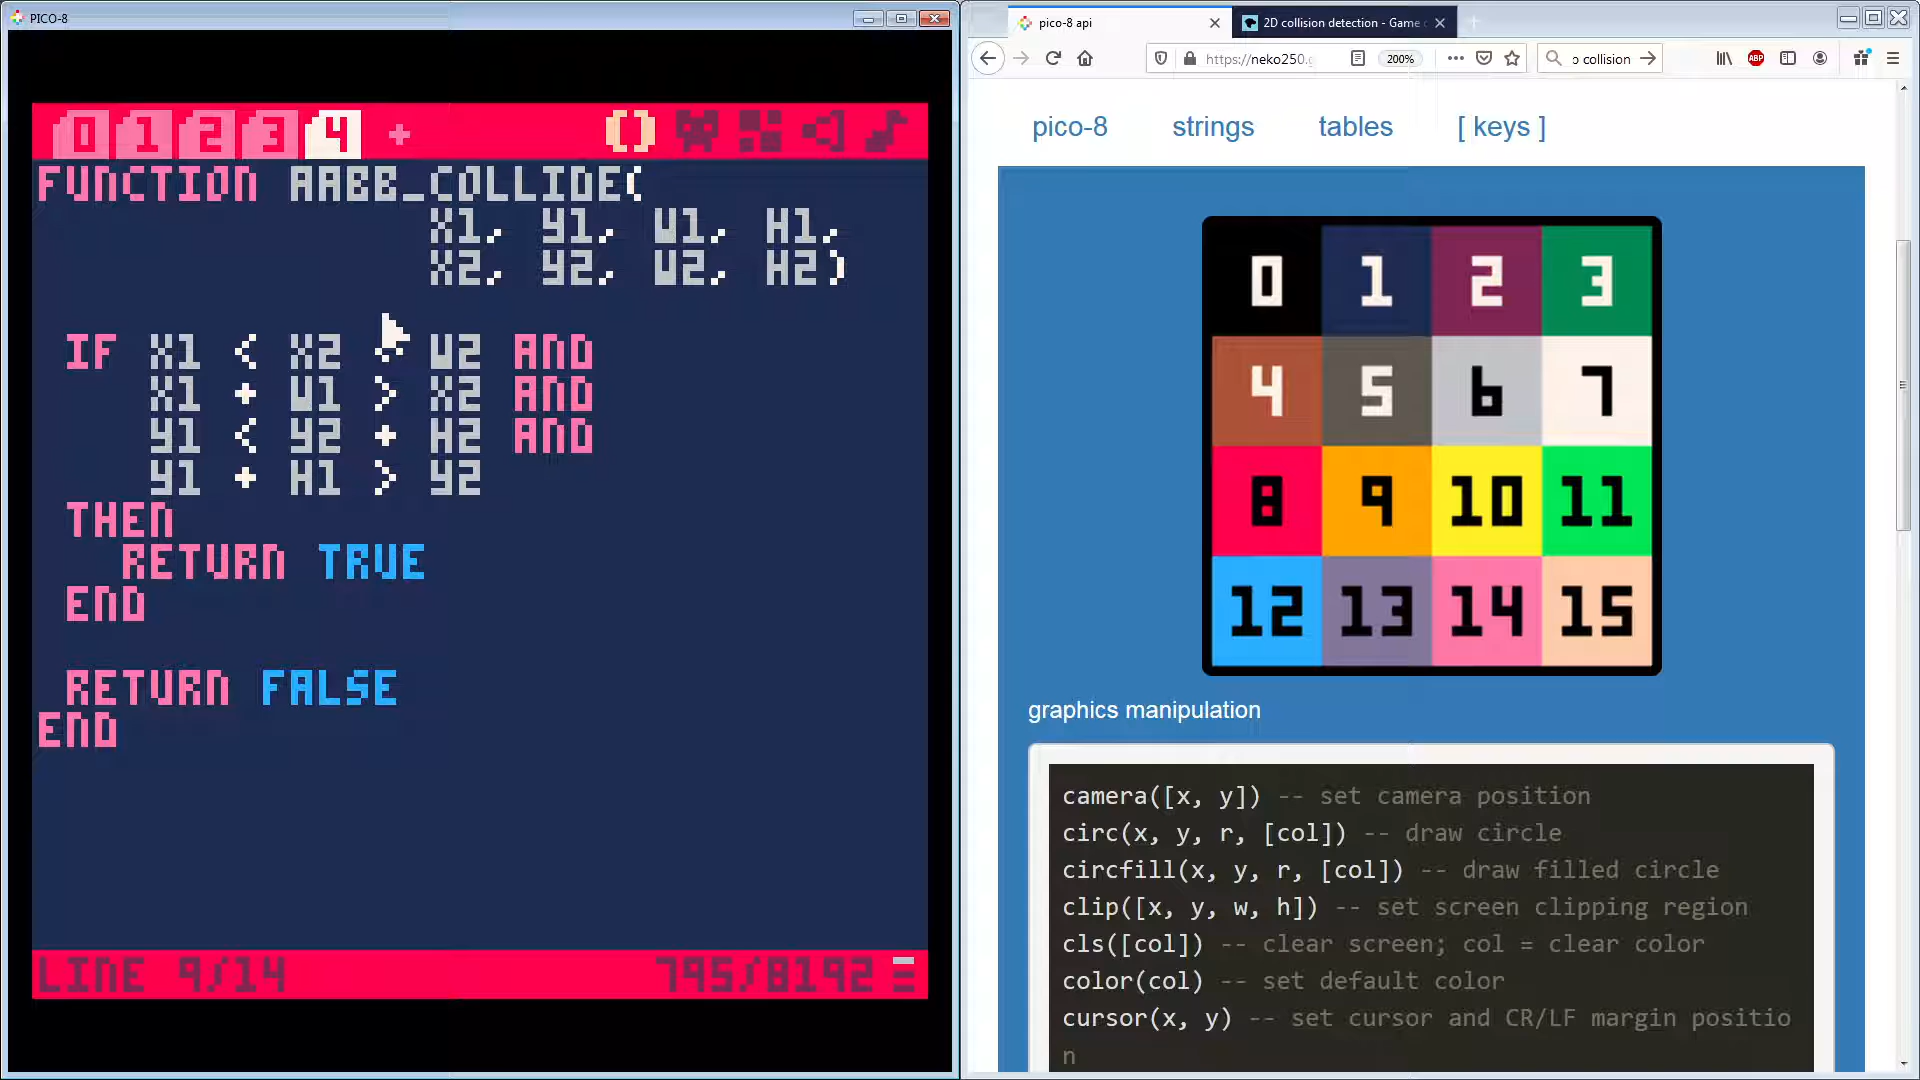 PICO-8
0 1 2 3 4 +
FUNCTION AABB_COLLIDE(
X1, Y1, W1, H1,
X2, Y2, W2, H2)
IF X1 < X2 + W2 AND
X1 + W1 > X2 AND
Y1 < Y2 + H2 AND
Y1 + H1 > Y2
THEN
RETURN TRUE
END
RETURN FALSE
END
LINE 9/14 795/8192
pico-8 api
2D collision detection - Game
https://neko250.
200%
collision
ABP
pico-8 strings tables [ keys ]
0 1 2 3
4 5 6 7
8 9 10 11
12 13 14 15
graphics manipulation
camera([x, y]) -- set camera position
circ(x, y, r, [col]) -- draw circle
circfill(x, y, r, [col]) -- draw filled circle
clip([x, y, w, h]) -- set screen clipping region
cls([col]) -- clear screen; col = clear color
color(col) -- set default color
cursor(x, y) -- set cursor and CR/LF margin positio
n